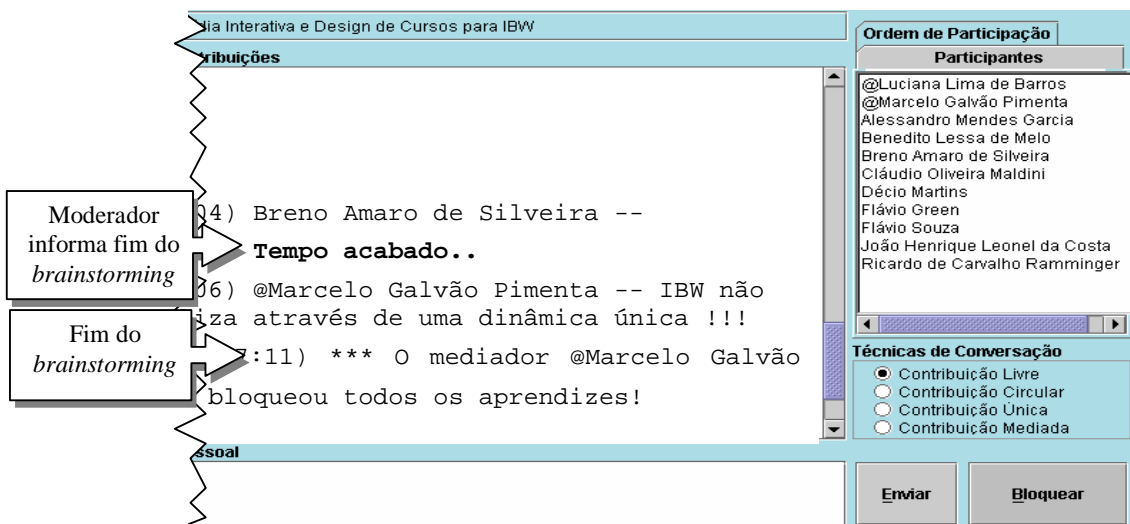 dia Interativa e Design de Cursos para IBW
tribuições
04) Breno Amaro de Silveira --
Tempo acabado..
06) @Marcelo Galvão Pimenta -- IBW não
iza através de uma dinâmica única !!!
7:11) *** O mediador @Marcelo Galvão
bloqueou todos os aprendizes!
ssoal
Moderador
informa fim do
brainstorming
Fim do
brainstorming
Ordem de Participação
Participantes
@Luciana Lima de Barros
@Marcelo Galvão Pimenta
Alessandro Mendes Garcia
Benedito Lessa de Melo
Breno Amaro de Silveira
Cláudio Oliveira Maldini
Décio Martins
Flávio Green
Flávio Souza
João Henrique Leonel da Costa
Ricardo de Carvalho Ramminger
Técnicas de Conversação
Contribuição Livre
Contribuição Circular
Contribuição Única
Contribuição Mediada
Enviar
Bloquear